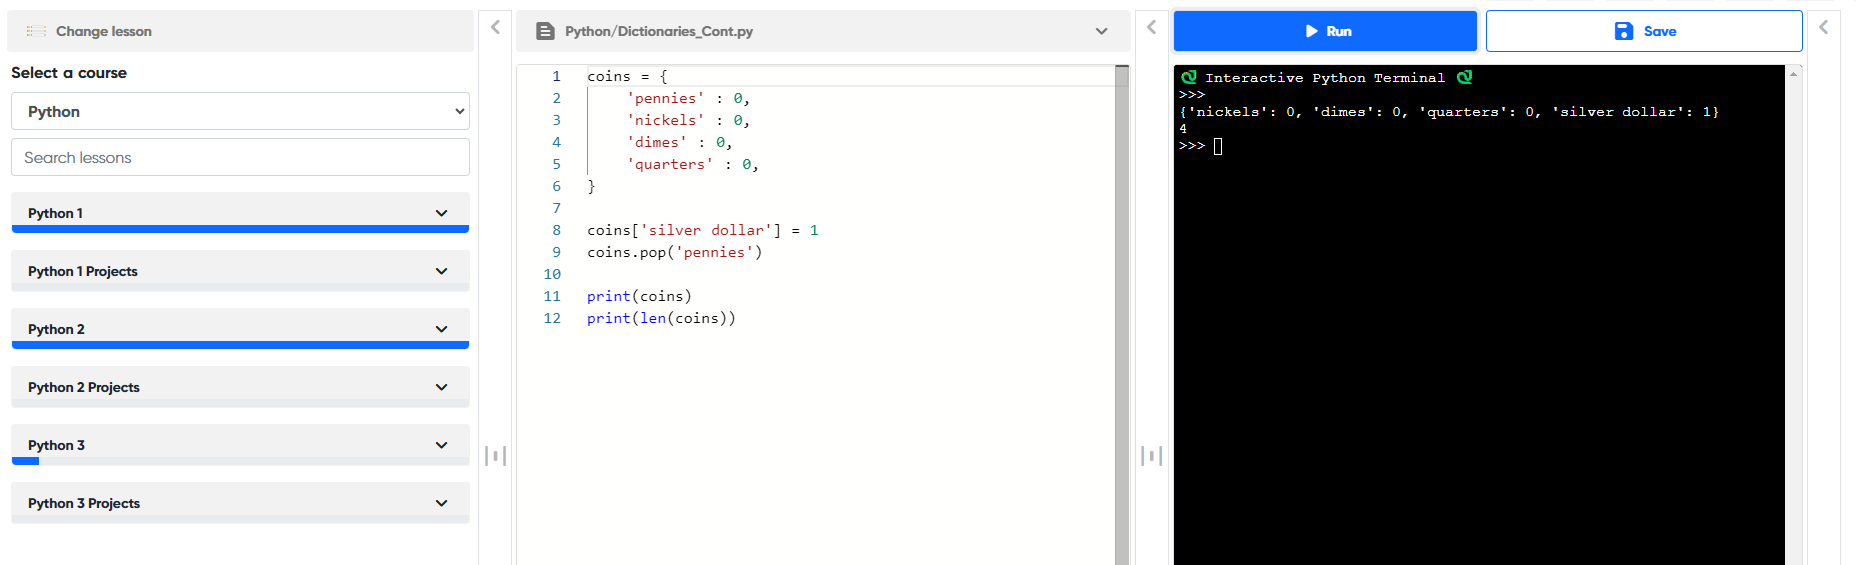 Change lesson
Select a course
Python
Search lessons
Python 1
Python 1 Projects
Python 2
Python 2 Projects
Python 3
Python 3 Projects
Python/Dictionaries_Cont.py
1 coins = {
2 'pennies' : 0,
3 'nickels' : 0,
4 'dimes' : 0,
5 'quarters' : 0,
6 }
7
8 coins['silver dollar'] = 1
9 coins.pop('pennies')
10
11 print(coins)
12 print(len(coins))
Run
Save
Interactive Python Terminal
>>>
{'nickels': 0, 'dimes': 0, 'quarters': 0, 'silver dollar': 1}
4
>>>